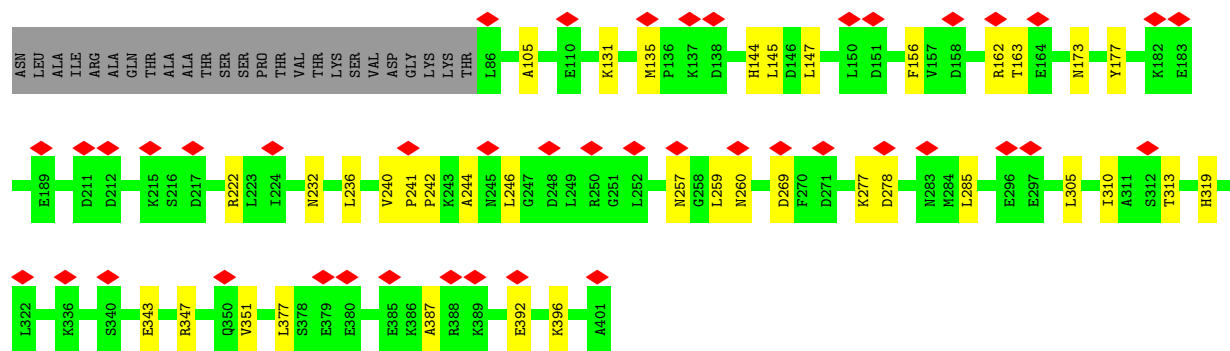 ASN LEU ALA ILE ARG ALA GLN THR ALA ALA THR SER SER PRO THR VAL THR LYS SER VAL ASP GLY LYS LYS THR L86 A105 E110 K131 M135 P136 K137 D138 H144 L145 D146 L147 L150 D151 F156 V157 D158 R162 T163 E164 N173 Y177 K182 E183
E189 D211 D212 K215 S216 D217 R222 L223 I224 N232 L236 V240 P241 P242 K243 A244 N245 L246 G247 D248 L249 R250 G251 L252 N257 G258 L259 N260 D269 F270 D271 K277 D278 N283 M284 L285 E296 E297 L305 I310 A311 S312 T313 H319
L322 K336 S340 E343 R347 Q350 V351 L377 S378 E379 E380 E385 K386 A387 R388 K389 E392 K396 A401